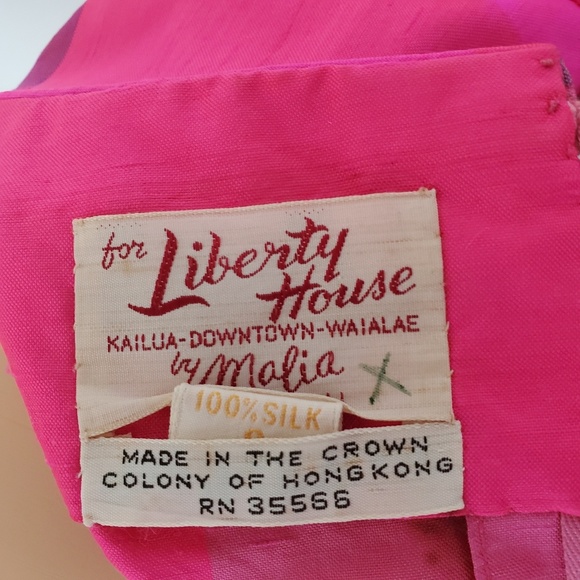 for Liberty
House
KAILUA-DOWNTOWN-WAIALAE
by Malia
X
100% SILK
MADE IN THE CROWN
COLONY OF HONGKONG
RN 35566